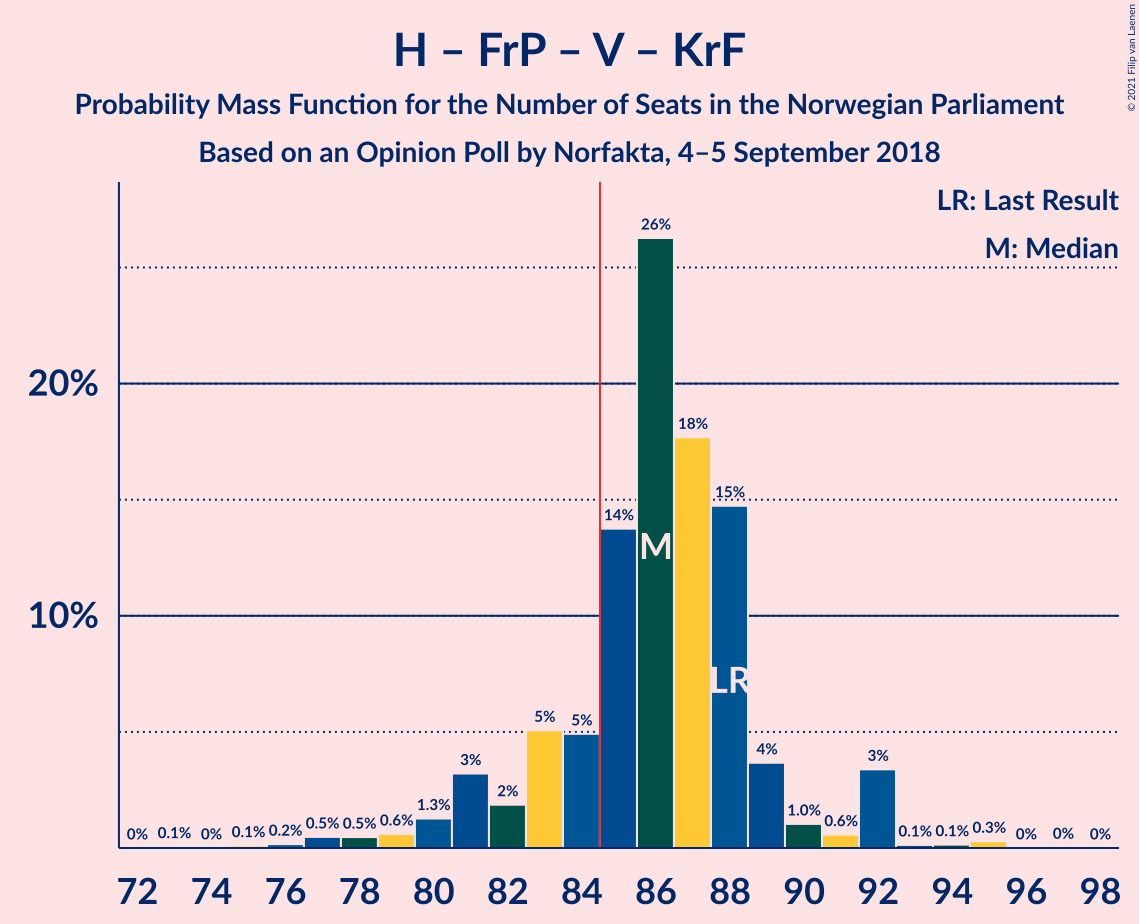 H – FrP – V – KrF
Probability Mass Function for the Number of Seats in the Norwegian Parliament
Based on an Opinion Poll by Norfakta, 4–5 September 2018
© 2021 Filip van Laenen
LR: Last Result
M: Median
20%
10%
0% 0.1% 0% 0.1% 0.2% 0.5% 0.5% 0.6% 1.3% 3% 2% 5% 5% 14% 26% 18% 15% 4% 1.0% 0.6% 3% 0.1% 0.1% 0.3% 0% 0% 0%
M
LR
72 74 76 78 80 82 84 86 88 90 92 94 96 98